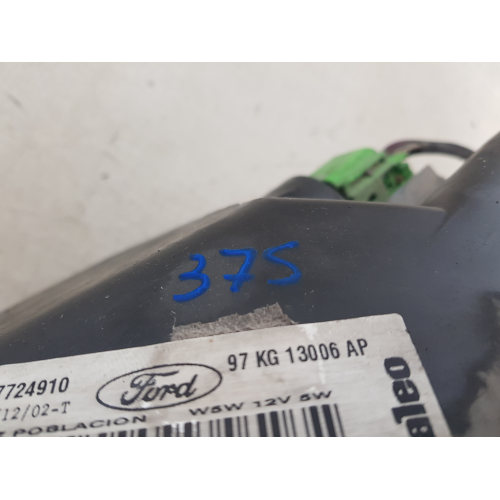 375
7724910
Ford
97 KG 13006 AP
12/02-T
POBLACION
W5W 12V 5W
aleo